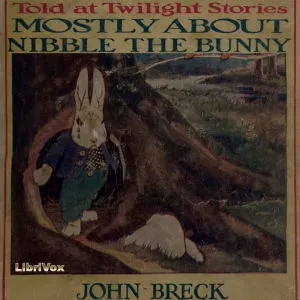 Told at Twilight Stories
MOSTLY ABOUT
NIBBLE THE BUNNY
LibriVox
JOHN BRECK